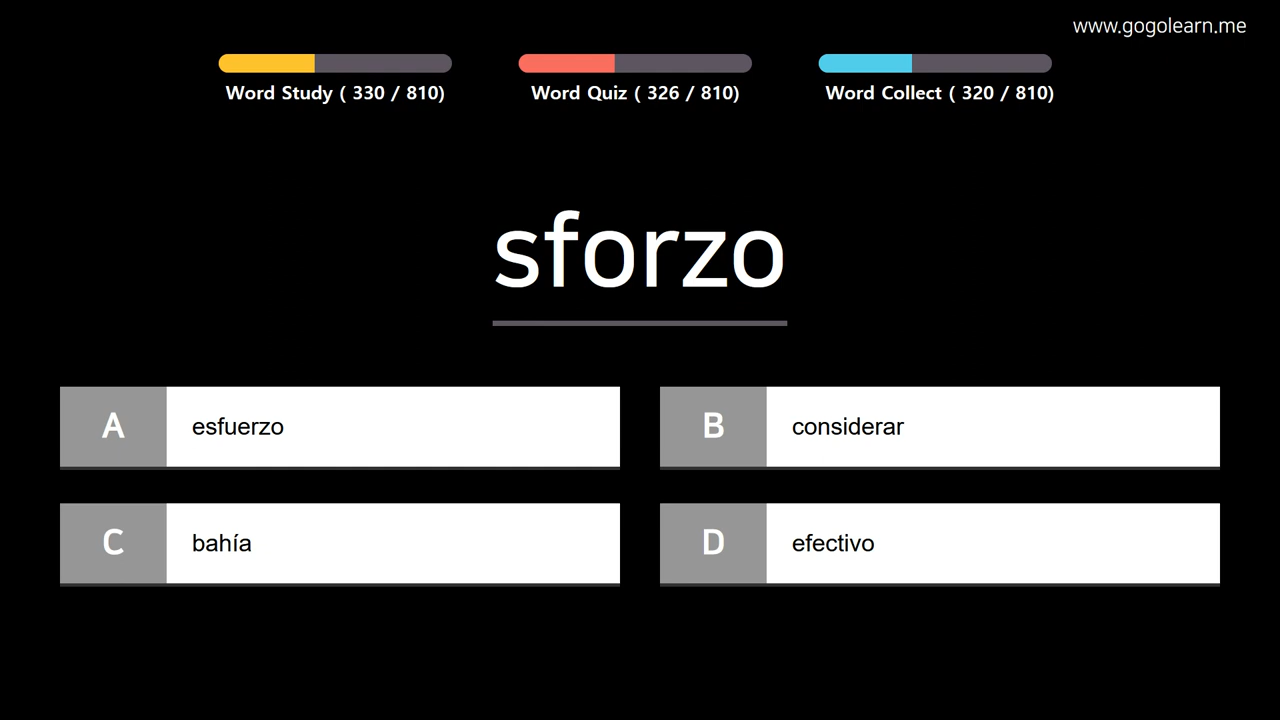 www.gogolearn.me
Word Study ( 330 / 810)
Word Quiz ( 326 / 810)
Word Collect ( 320 / 810)
sforzo
A esfuerzo
B considerar
C bahía
D efectivo